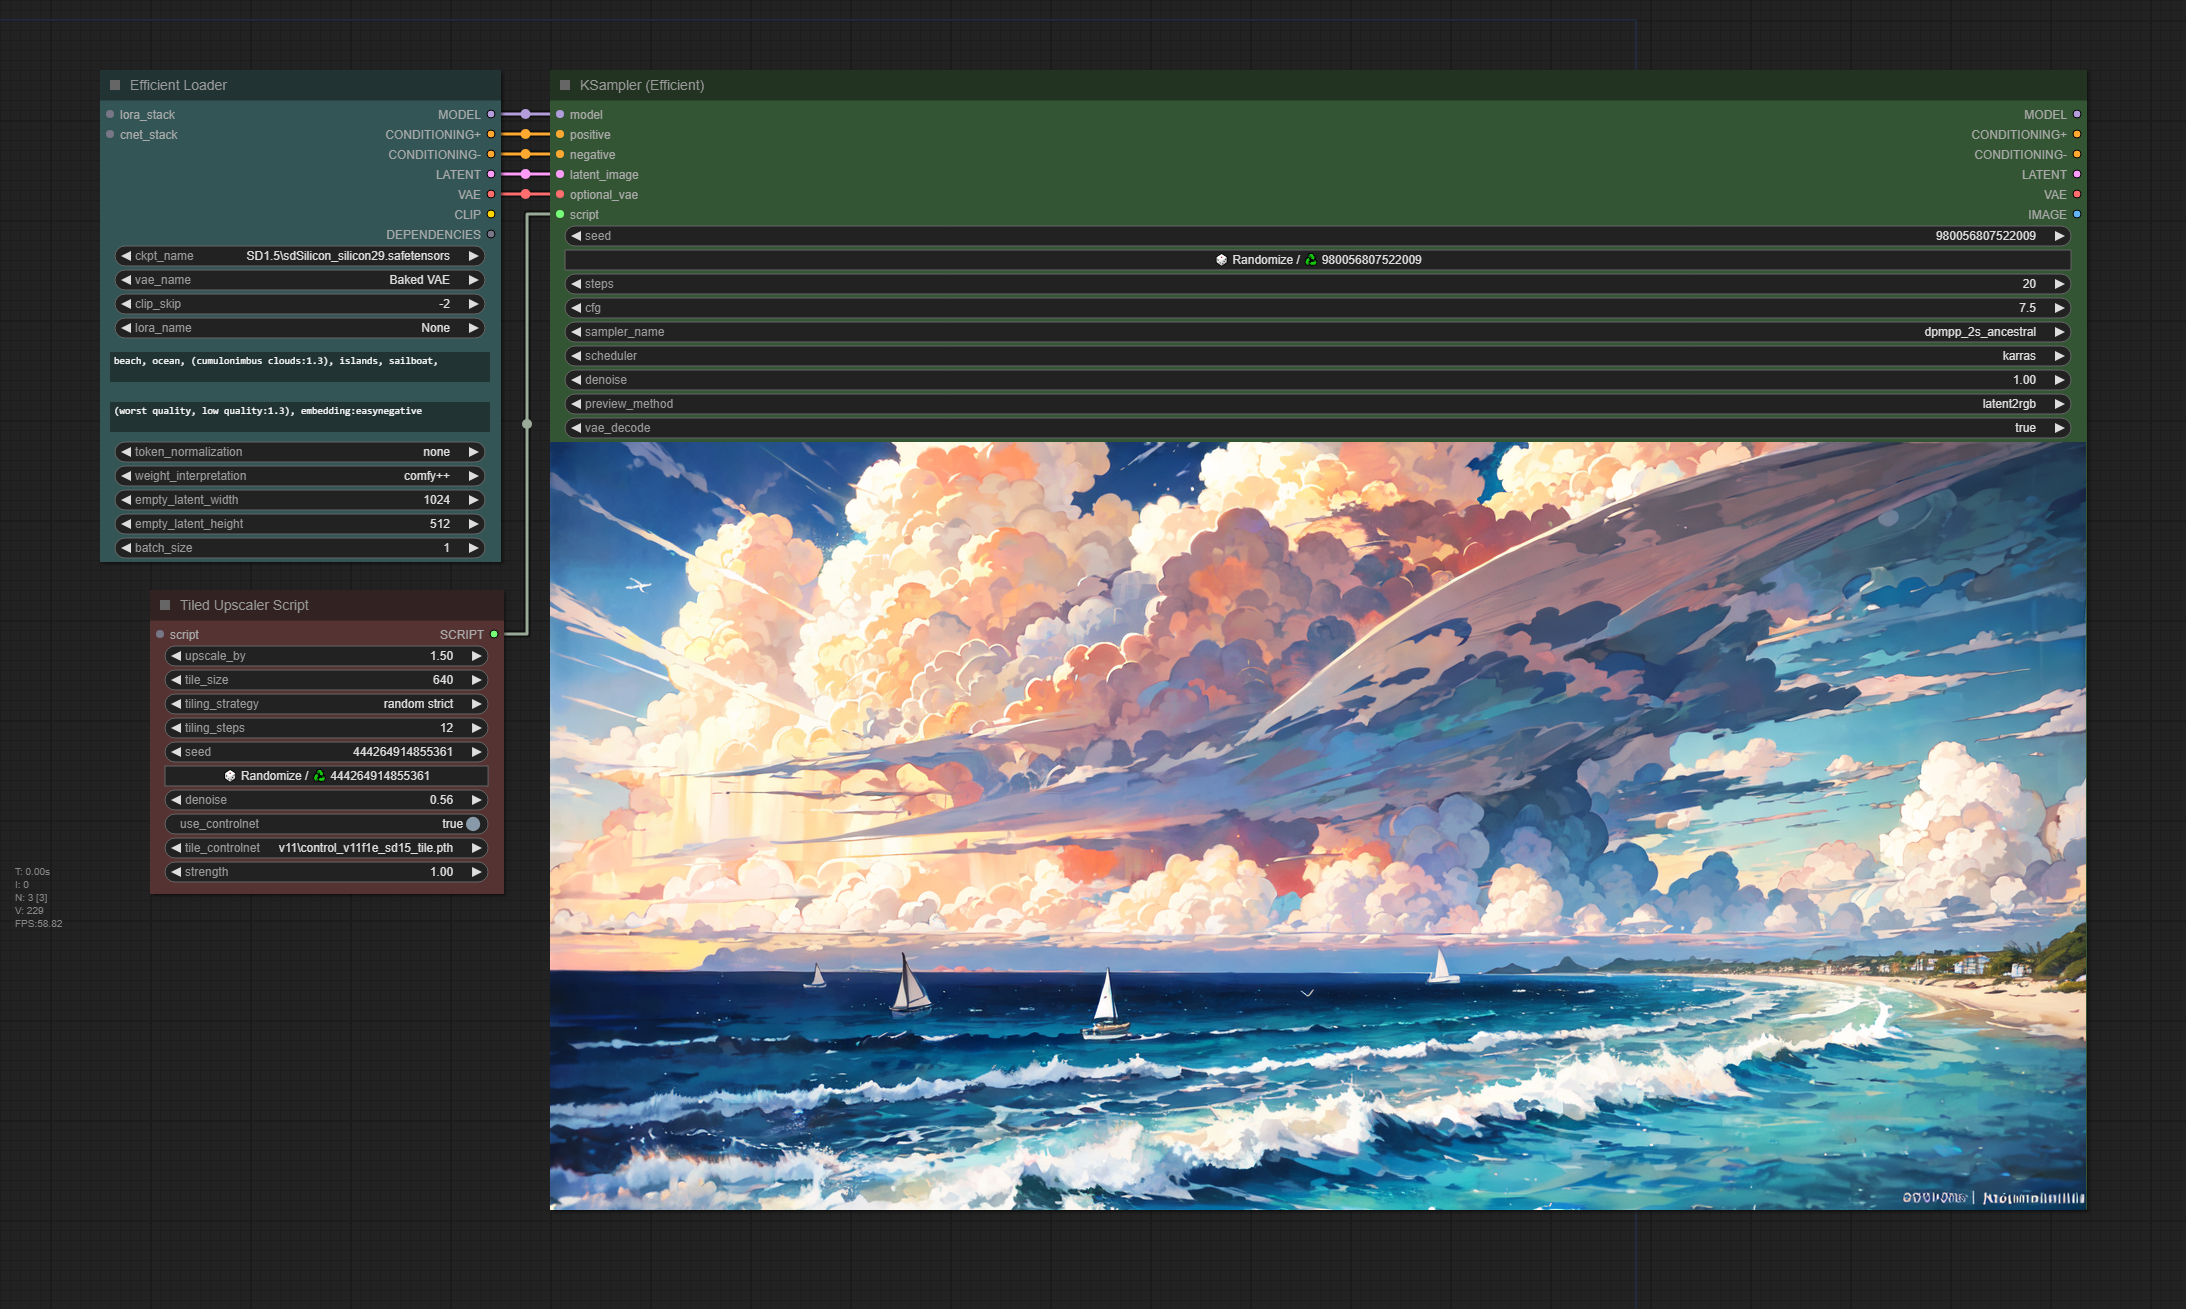 Efficient Loader
lora_stack MODEL
cnet_stack CONDITIONING+
CONDITIONING-
LATENT
VAE
CLIP
DEPENDENCIES
ckpt_name SD1.5\sdSilicon_silicon29.safetensors
vae_name Baked VAE
clip_skip -2
lora_name None
beach, ocean, (cumulonimbus clouds:1.3), islands, sailboat,
(worst quality, low quality:1.3), embedding:easynegative
token_normalization none
weight_interpretation comfy++
empty_latent_width 1024
empty_latent_height 512
batch_size 1
Tiled Upscaler Script
script SCRIPT
upscale_by 1.50
tile_size 640
tiling_strategy random strict
tiling_steps 12
seed 444264914855361
Randomize / 444264914855361
denoise 0.56
use_controlnet true
tile_controlnet v11\control_v11f1e_sd15_tile.pth
strength 1.00
T: 0.00s
I: 0
N: 3 [3]
V: 229
FPS:58.82
KSampler (Efficient)
model MODEL
positive CONDITIONING+
negative CONDITIONING-
latent_image LATENT
optional_vae VAE
script IMAGE
seed 980056807522009
Randomize / 980056807522009
steps 20
cfg 7.5
sampler_name dpmpp_2s_ancestral
scheduler karras
denoise 1.00
preview_method latent2rgb
vae_decode true